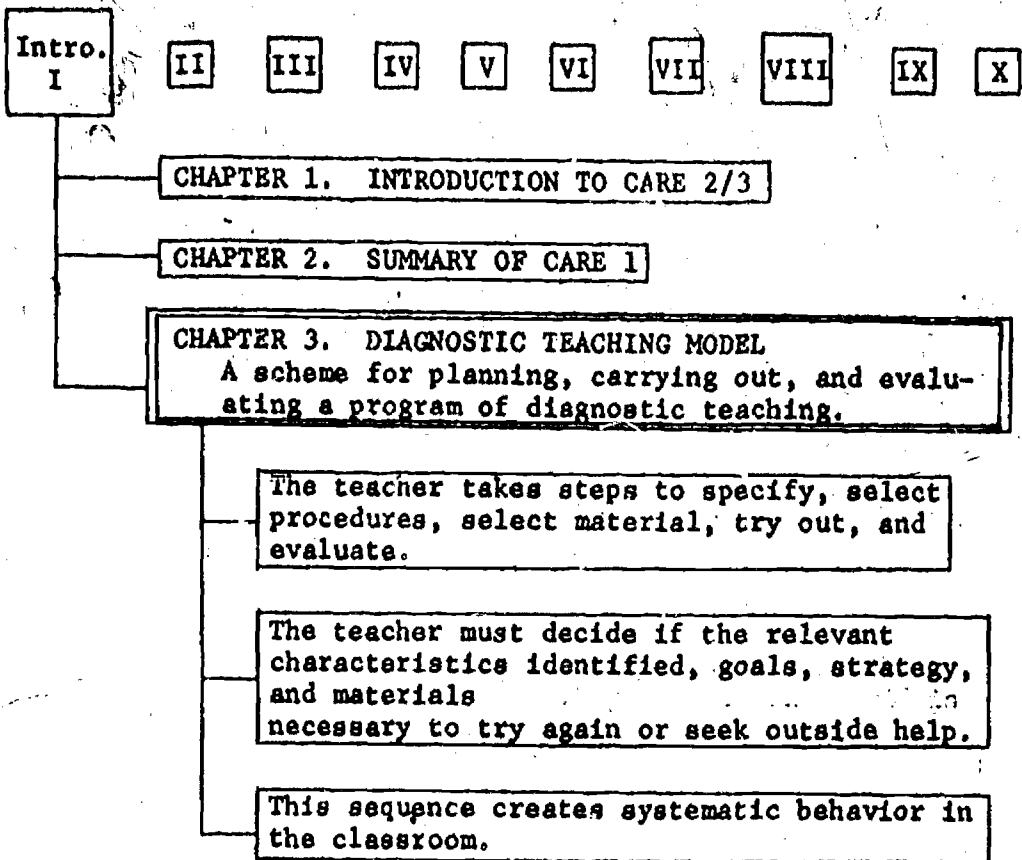 Intro.
I II III IV V VI VII VIII IX X
CHAPTER 1. INTRODUCTION TO CARE 2/3
CHAPTER 2. SUMMARY OF CARE 1
CHAPTER 3. DIAGNOSTIC TEACHING MODEL
A scheme for planning, carrying out, and evalu-
ating a program of diagnostic teaching.
The teacher takes steps to specify, select
procedures, select material, try out, and
evaluate.
The teacher must decide if the relevant
characteristics identified, goals, strategy,
and materials
necessary to try again or seek outside help.
This sequence creates systematic behavior in
the classroom.